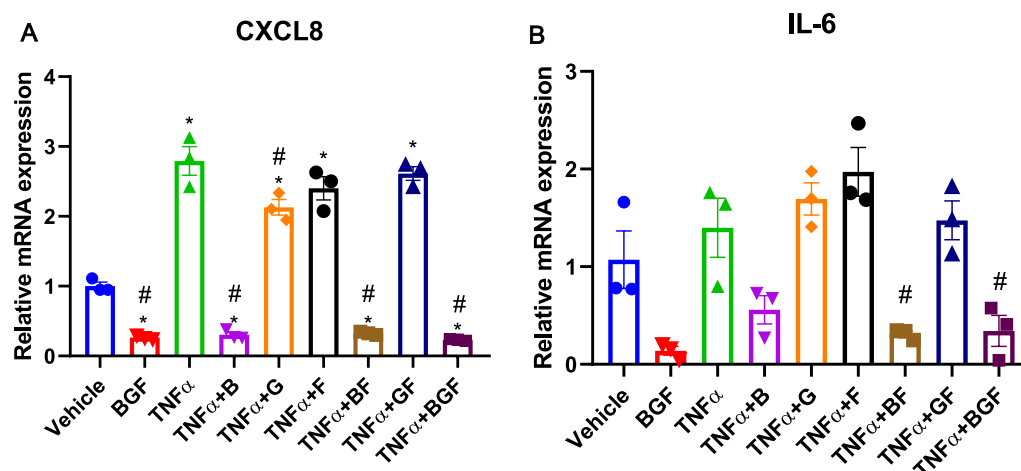 A
CXCL8
Relative mRNA expression
4
3
2
1
0
*
#
*
*
#
*
#
*
*
#
*
*
#
*
Vehicle
BGF
TNFα
TNFα+B
TNFα+G
TNFα+F
TNFα+BF
TNFα+GF
TNFα+BGF
B
IL-6
Relative mRNA expression
3
2
1
0
#
#
Vehicle
BGF
TNFα
TNFα+B
TNFα+G
TNFα+F
TNFα+BF
TNFα+GF
TNFα+BGF